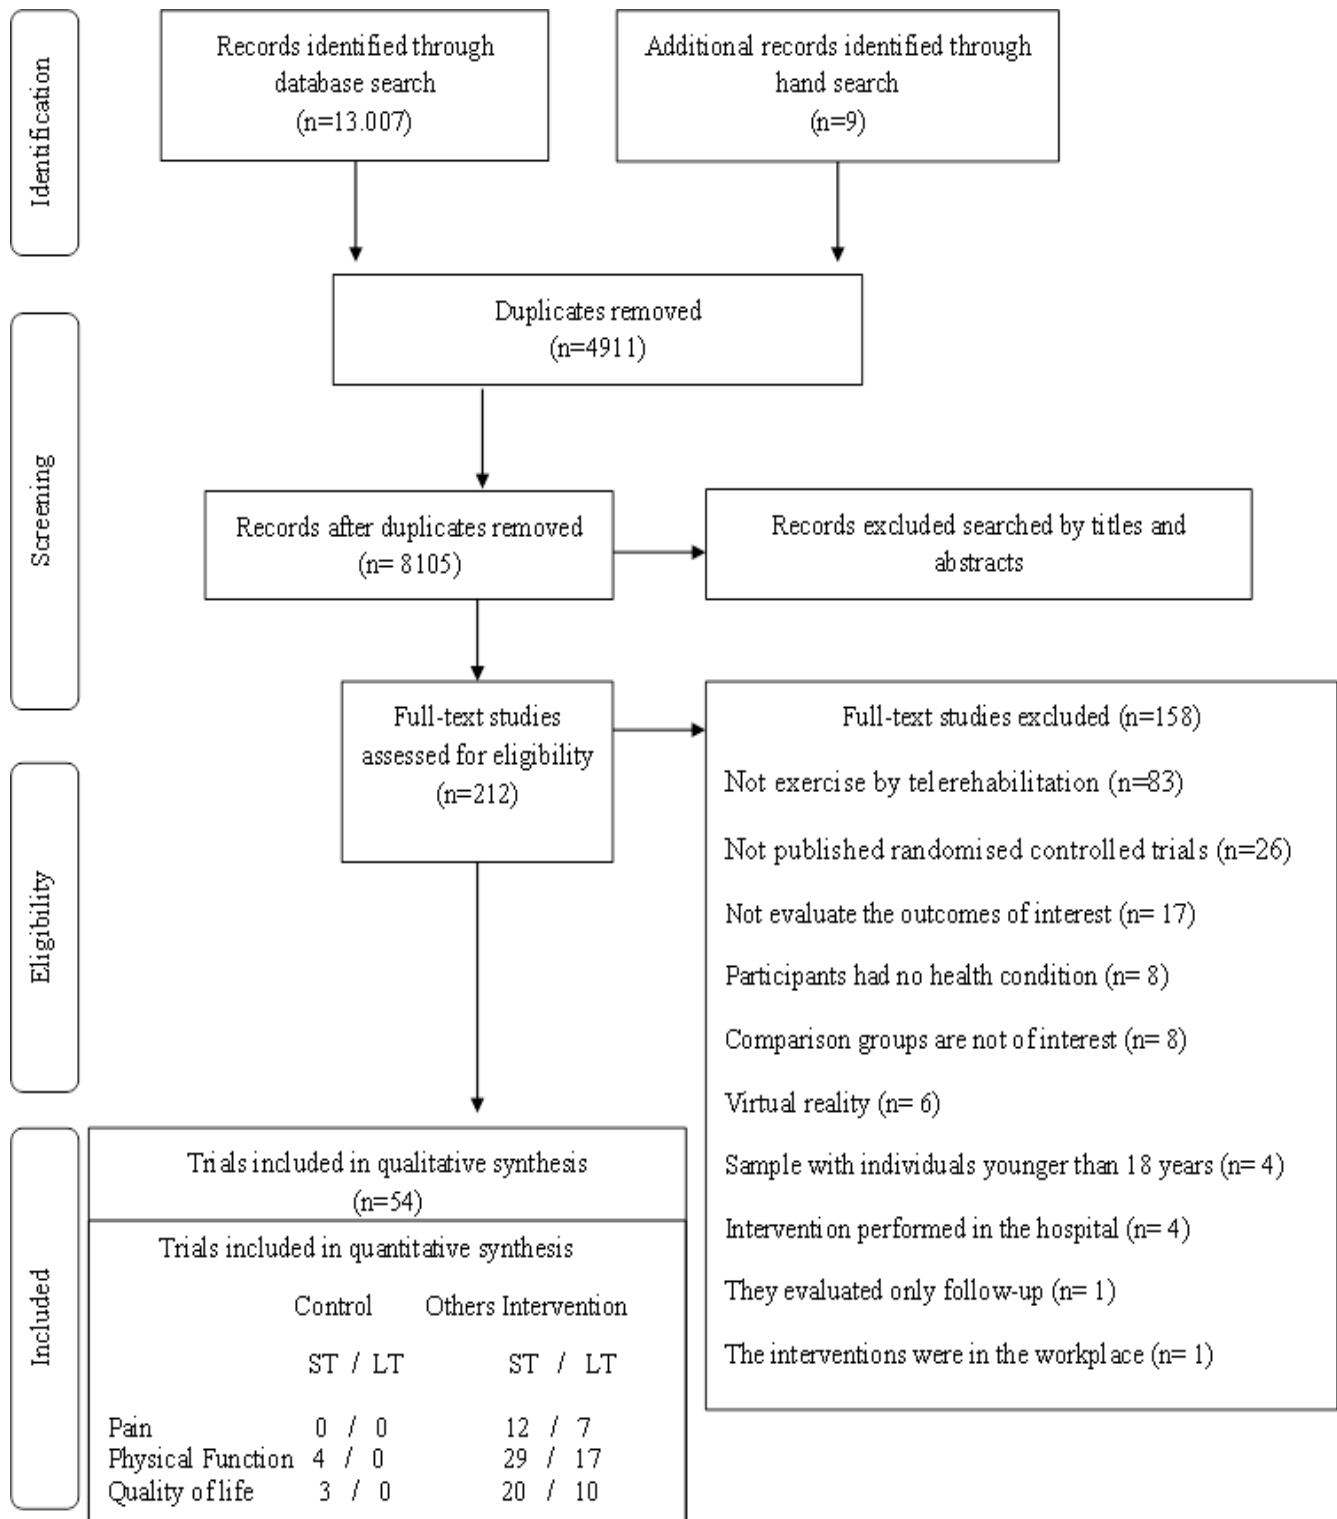 Identification
Records identified through
database search
(n=13.007)
Additional records identified through
hand search
(n=9)
Duplicates removed
(n=4911)
Screening
Records after duplicates removed
(n= 8105)
Records excluded searched by titles and
abstracts
Full-text studies
assessed for eligibility
(n=212)
Full-text studies excluded (n=158)
Not exercise by telerehabilitation (n=83)
Not published randomised controlled trials (n=26)
Not evaluate the outcomes of interest (n= 17)
Participants had no health condition (n= 8)
Comparison groups are not of interest (n= 8)
Virtual reality (n= 6)
Sample with individuals younger than 18 years (n= 4)
Intervention performed in the hospital (n= 4)
They evaluated only follow-up (n= 1)
The interventions were in the workplace (n= 1)
Eligibility
Included
Trials included in qualitative synthesis
(n=54)
Trials included in quantitative synthesis
Control Others Intervention
ST / LT ST / LT
Pain 0 / 0 12 / 7
Physical Function 4 / 0 29 / 17
Quality of life 3 / 0 20 / 10